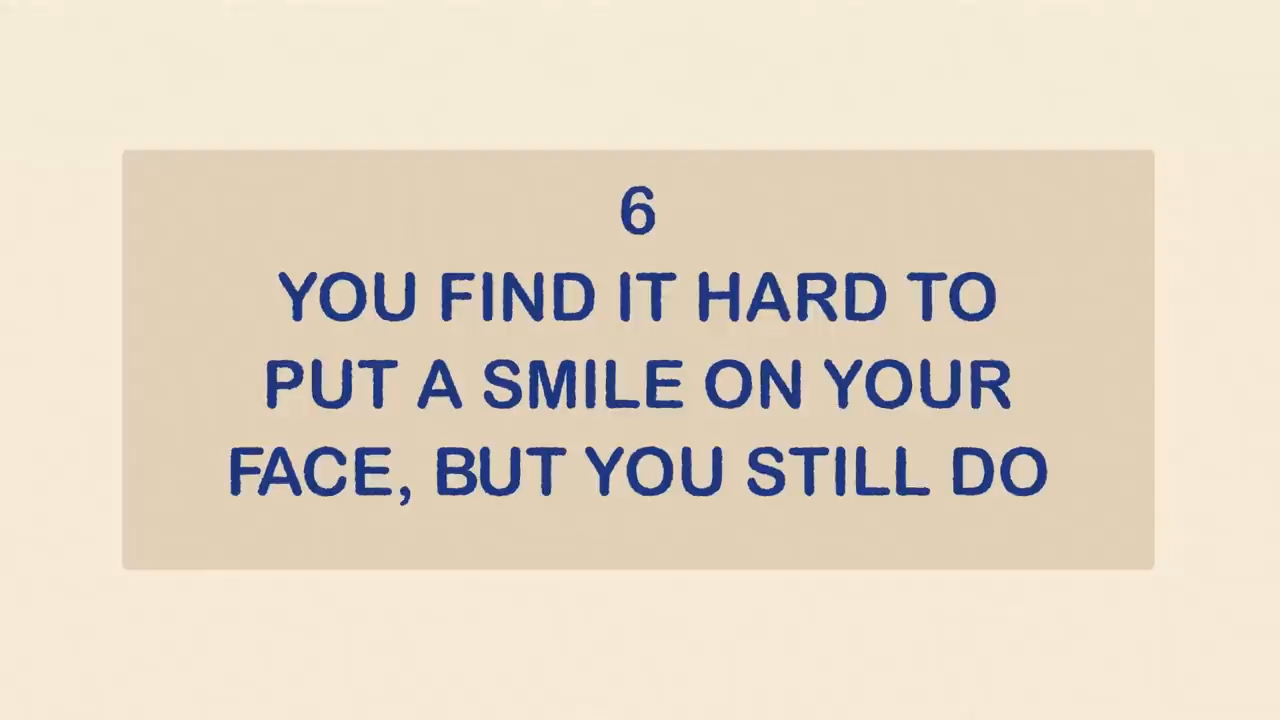 6
YOU FIND IT HARD TO
PUT A SMILE ON YOUR
FACE, BUT YOU STILL DO